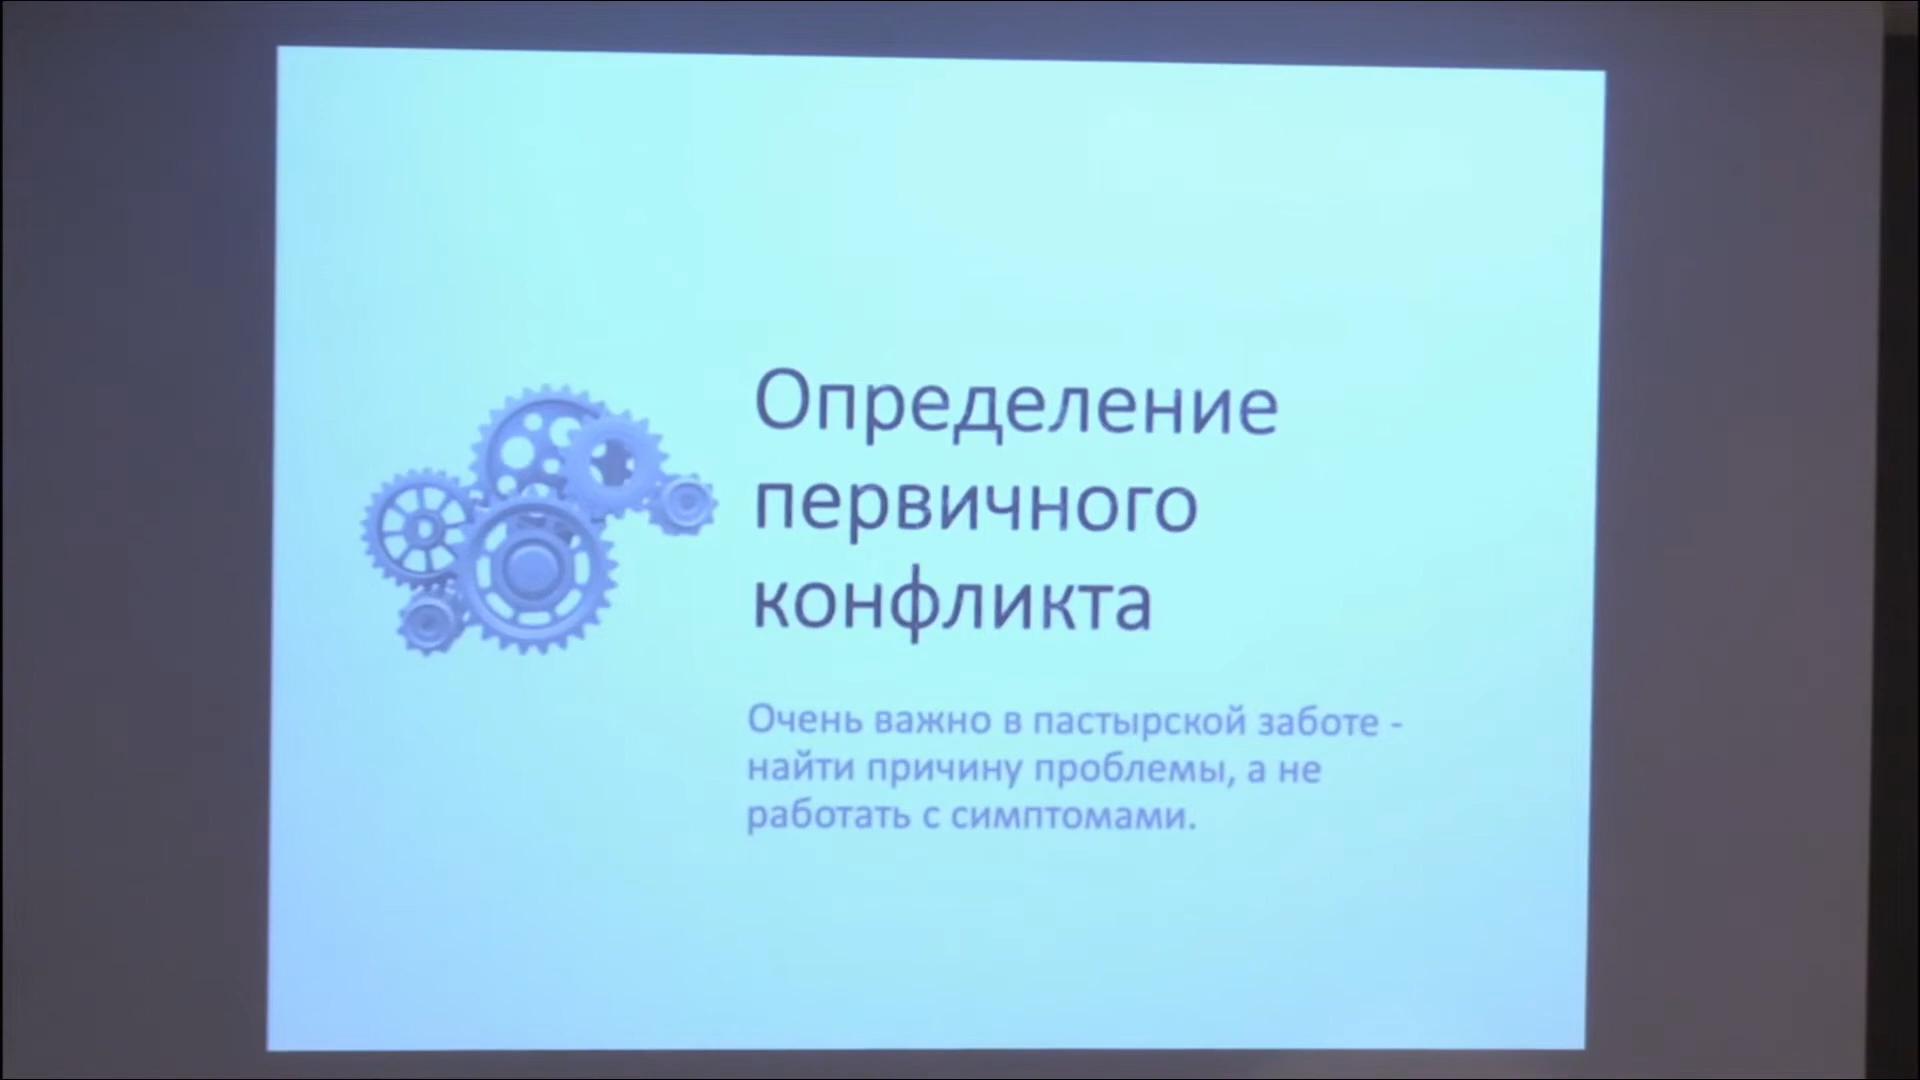 Определение
первичного
конфликта
Очень важно в пастырской заботе -
найти причину проблемы, а не
работать с симптомами.